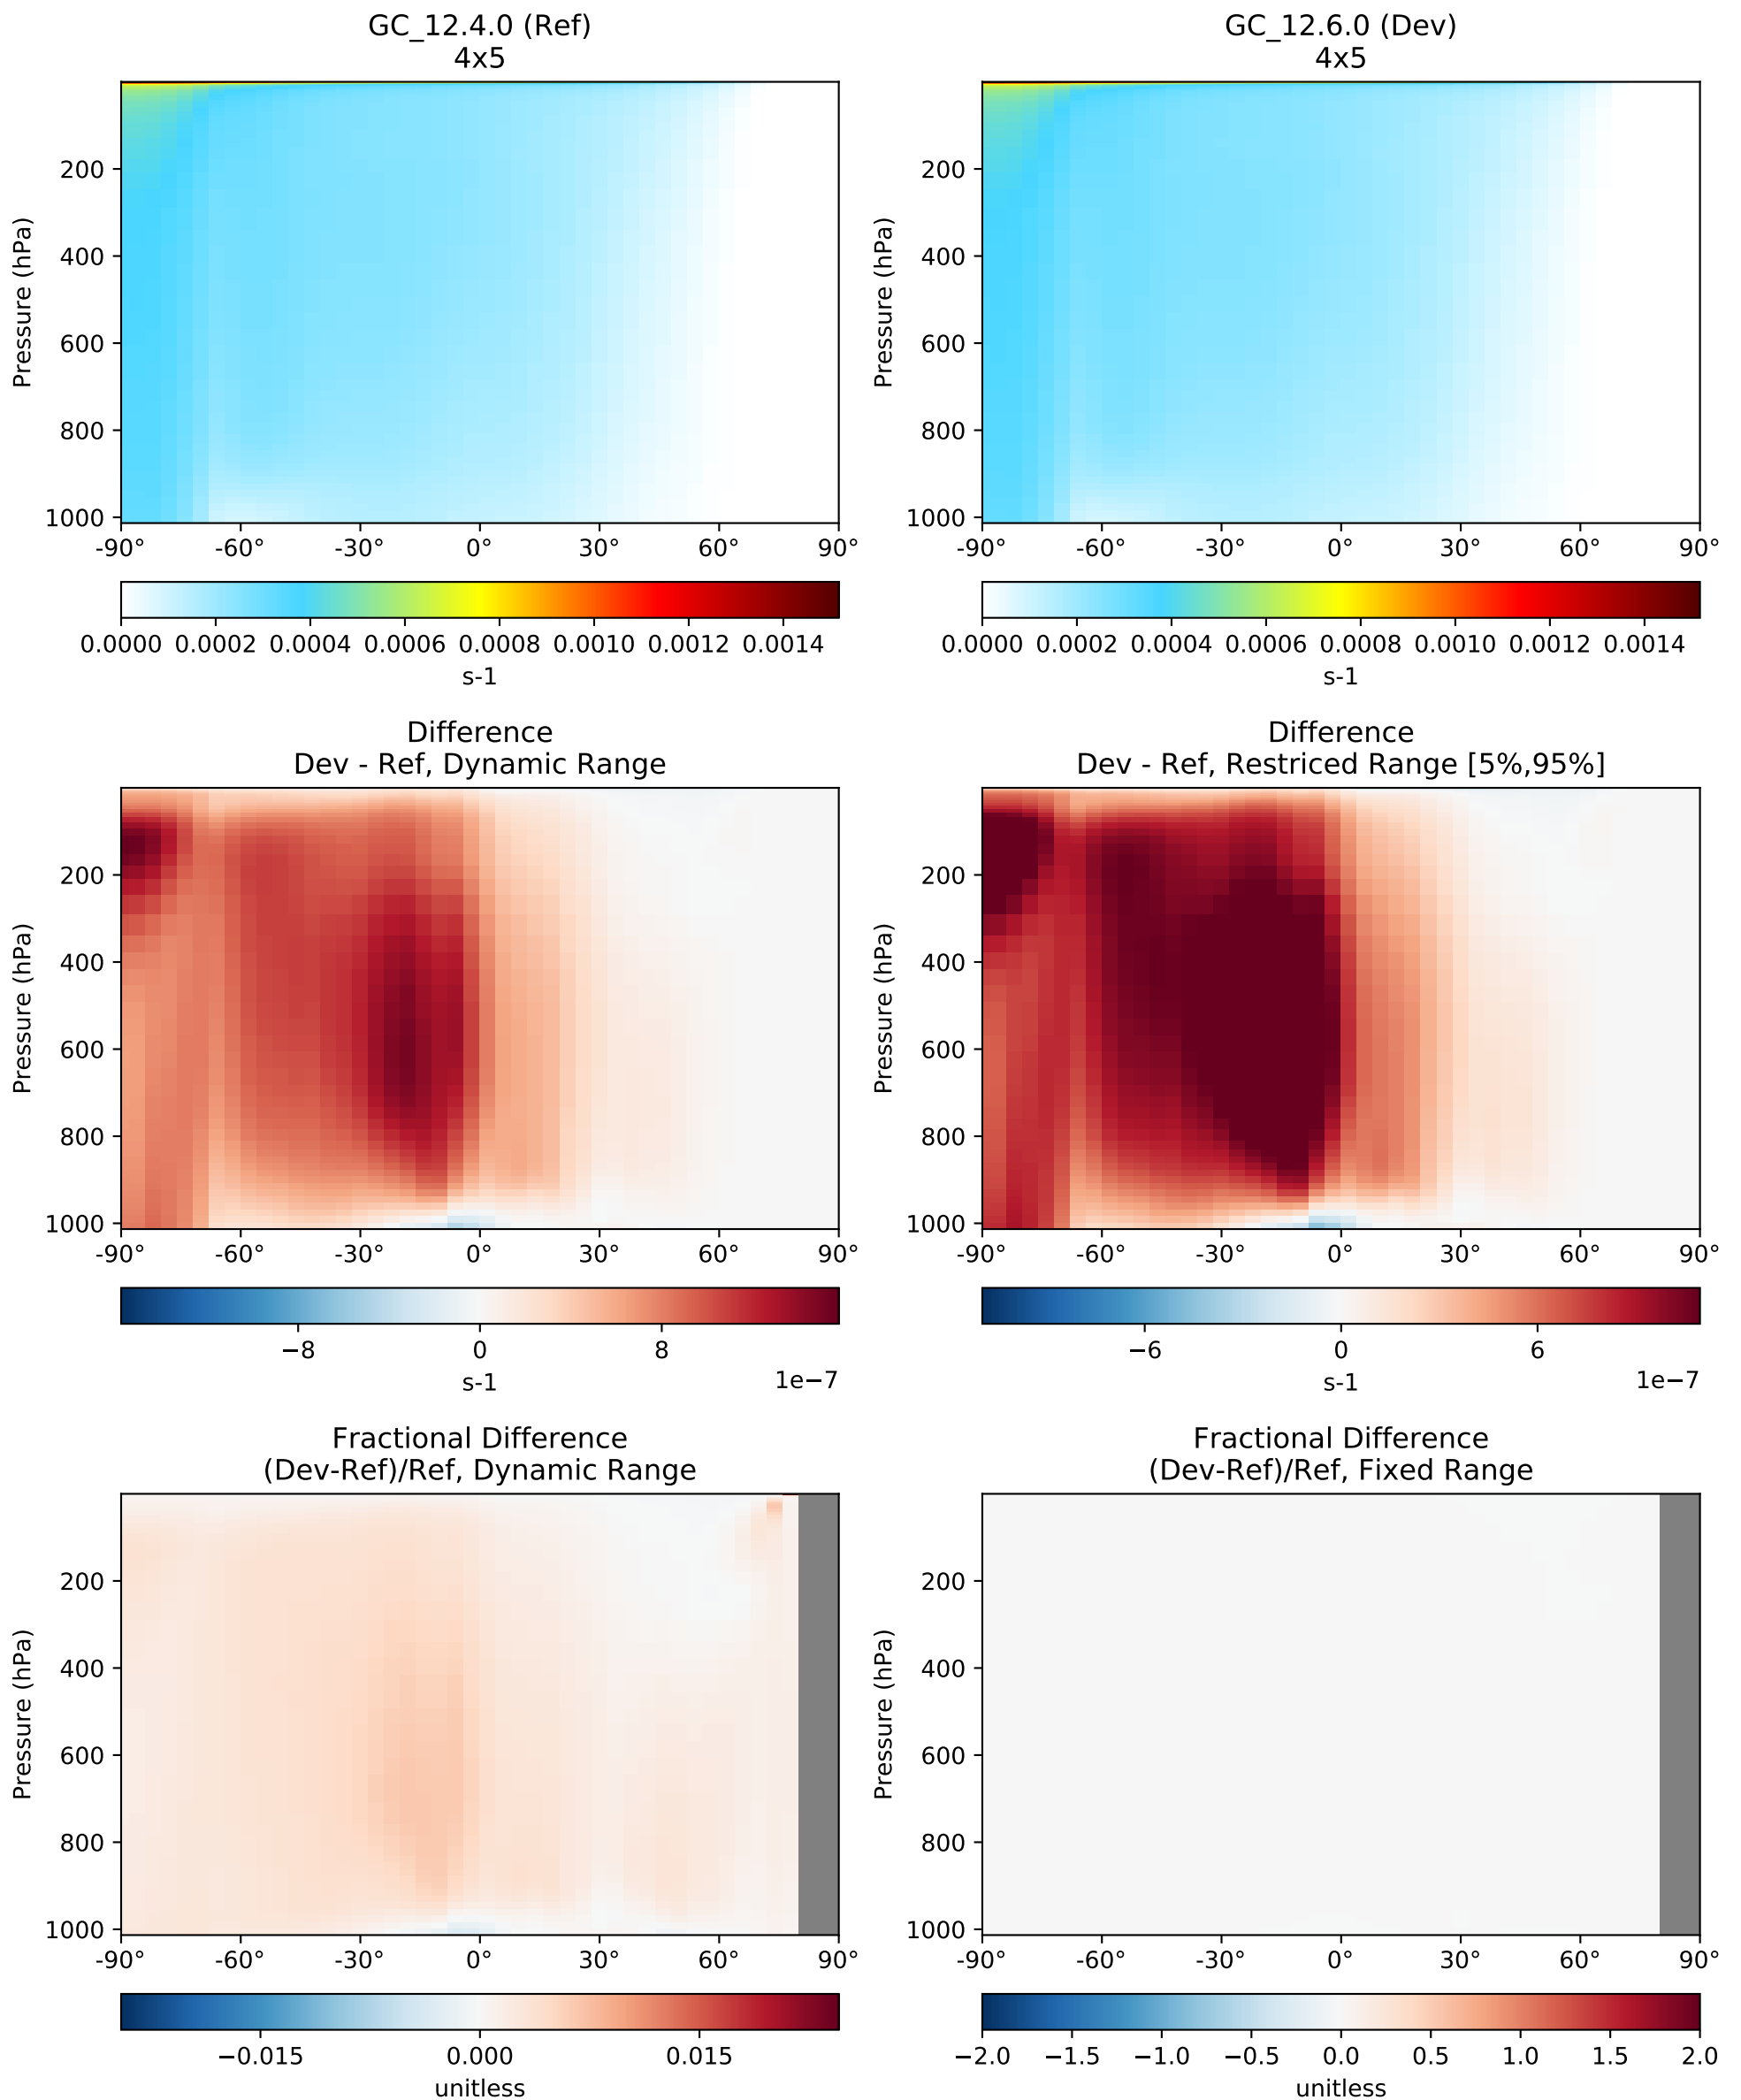 GC_12.4.0 (Ref)
4x5
GC_12.6.0 (Dev)
4x5
Pressure (hPa)
200
400
600
800
1000
-90° -60° -30° 0° 30° 60° 90°
0.0000 0.0002 0.0004 0.0006 0.0008 0.0010 0.0012 0.0014
s-1
Pressure (hPa)
200
400
600
800
1000
-90° -60° -30° 0° 30° 60° 90°
0.0000 0.0002 0.0004 0.0006 0.0008 0.0010 0.0012 0.0014
s-1
Difference
Dev - Ref, Dynamic Range
Pressure (hPa)
200
400
600
800
1000
-90° -60° -30° 0° 30° 60° 90°
−8 0 8
s-1
1e−7
Difference
Dev - Ref, Restriced Range [5%,95%]
Pressure (hPa)
200
400
600
800
1000
-90° -60° -30° 0° 30° 60° 90°
−6 0 6
s-1
1e−7
Fractional Difference
(Dev-Ref)/Ref, Dynamic Range
Pressure (hPa)
200
400
600
800
1000
-90° -60° -30° 0° 30° 60° 90°
−0.015 0.000 0.015
unitless
Fractional Difference
(Dev-Ref)/Ref, Fixed Range
Pressure (hPa)
200
400
600
800
1000
-90° -60° -30° 0° 30° 60° 90°
−2.0 −1.5 −1.0 −0.5 0.0 0.5 1.0 1.5 2.0
unitless